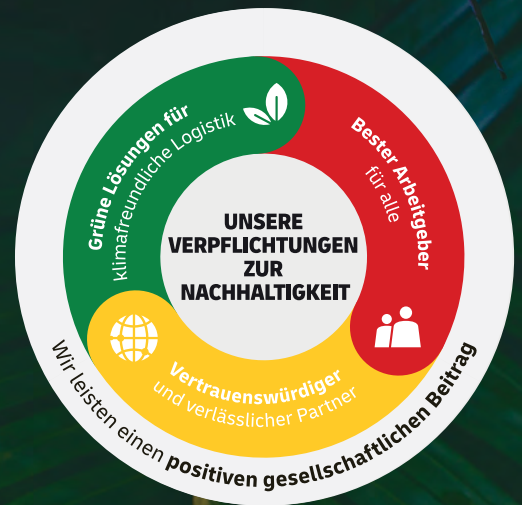 UNSERE
VERPFLICHTUNGEN
ZUR
NACHHALTIGKEIT
Grüne Lösungen für
klimafreundliche Logistik
Bester Arbeitgeber
für alle
Vertrauenswürdiger
und verlässlicher Partner
Wir leisten einen positiven gesellschaftlichen Beitrag